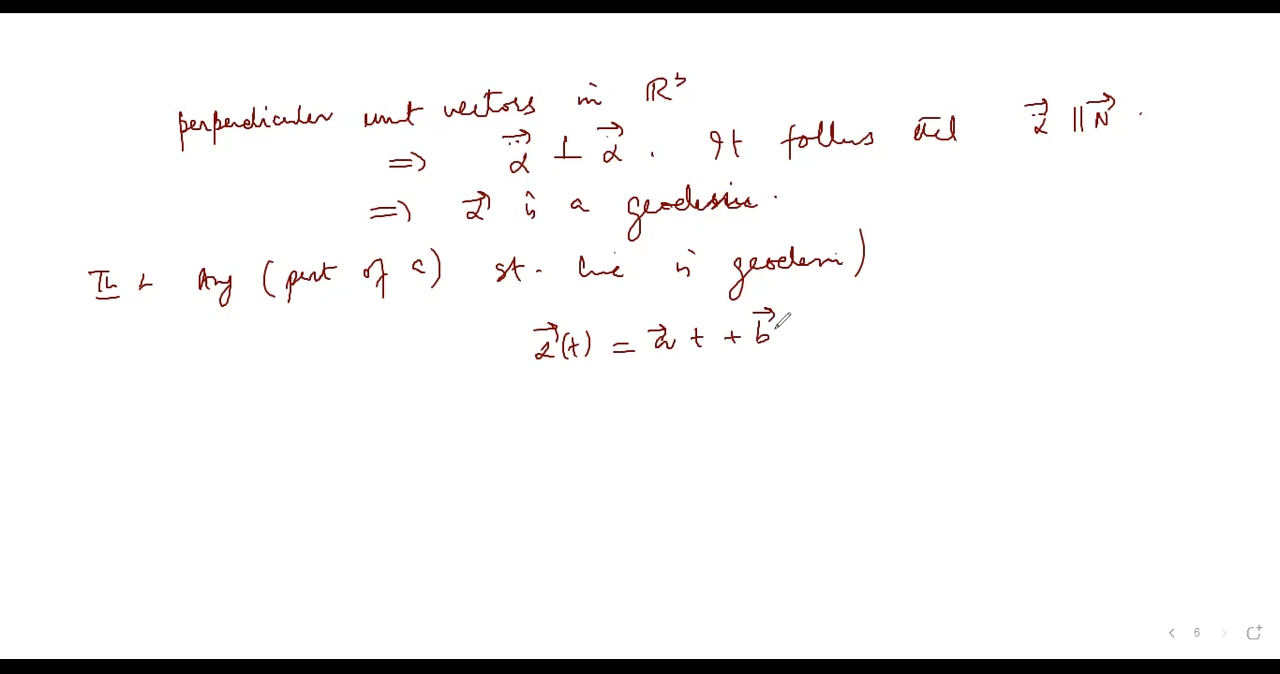 perpendicular unit vectors in ℝ³
⇒ α̈⃗ ⊥ α̇⃗ . It follows that α̈⃗ ∥ N⃗ .
⇒ α⃗ is a geodesic .
Th :- Any (part of a) st. line is geodesic)
α⃗(t) = a⃗ t + b⃗
6